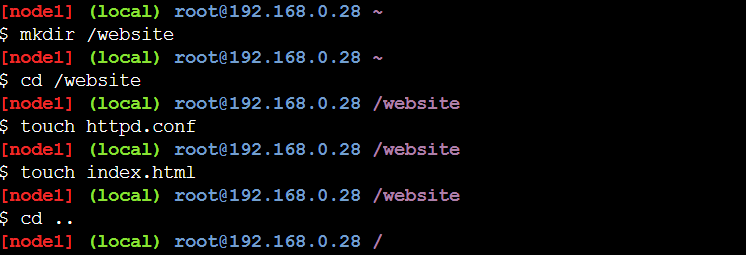 [node1] (local) root@192.168.0.28 ~
$ mkdir /website
[node1] (local) root@192.168.0.28 ~
$ cd /website
[node1] (local) root@192.168.0.28 /website
$ touch httpd.conf
[node1] (local) root@192.168.0.28 /website
$ touch index.html
[node1] (local) root@192.168.0.28 /website
$ cd ..
[node1] (local) root@192.168.0.28 /